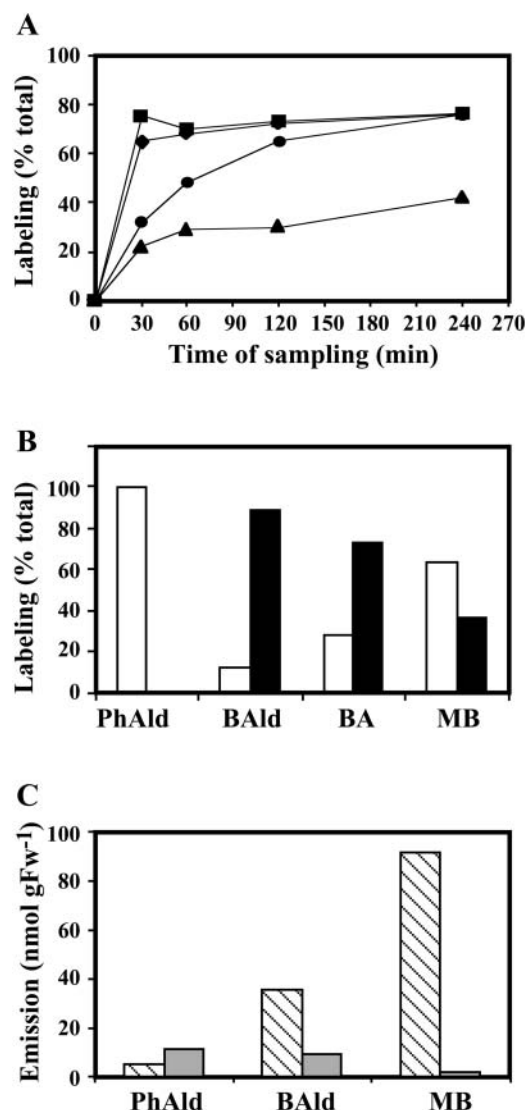 A
Labeling (% total)
100
80
60
40
20
0
0 30 60 90 120 150 180 210 240 270
Time of sampling (min)
B
Labeling (% total)
100
80
60
40
20
0
PhAld BAld BA MB
C
Emission (nmol gFw-1)
100
80
60
40
20
0
PhAld BAld MB